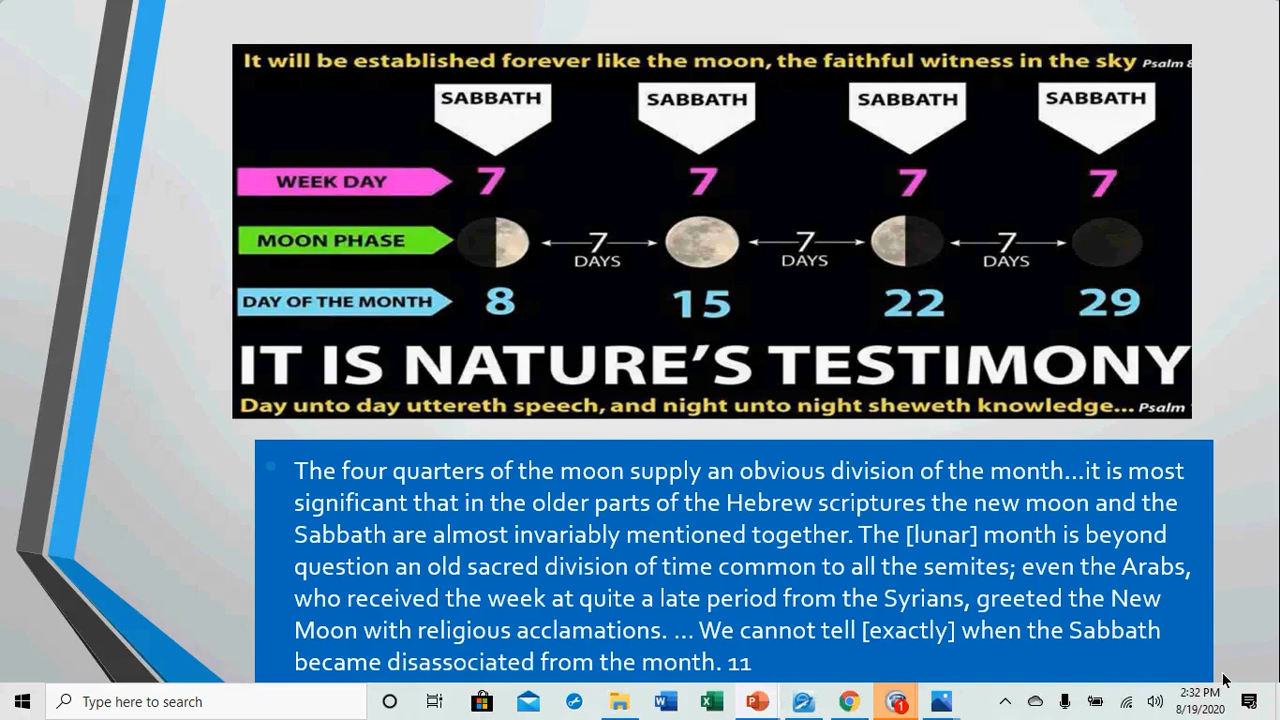 It will be established forever like the moon, the faithful witness in the sky Psalm 8
SABBATH SABBATH SABBATH SABBATH
WEEK DAY 7 7 7 7
MOON PHASE 7 7 7
DAYS DAYS DAYS
DAY OF THE MONTH 8 15 22 29
IT IS NATURE'S TESTIMONY
Day unto day uttereth speech, and night unto night sheweth knowledge... Psalm
The four quarters of the moon supply an obvious division of the month...it is most
significant that in the older parts of the Hebrew scriptures the new moon and the
Sabbath are almost invariably mentioned together. The [lunar] month is beyond
question an old sacred division of time common to all the semites; even the Arabs,
who received the week at quite a late period from the Syrians, greeted the New
Moon with religious acclamations. ... We cannot tell [exactly] when the Sabbath
became disassociated from the month. 11
Type here to search
2:32 PM
8/19/2020